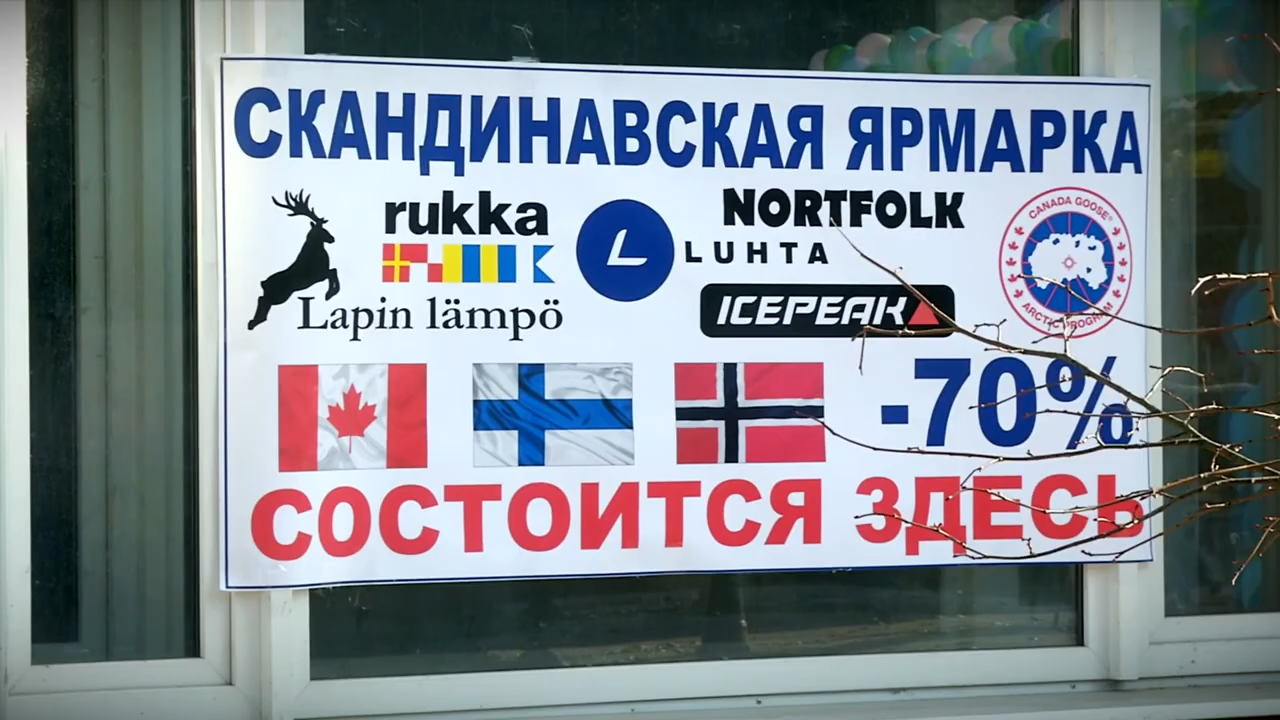 СКАНДИНАВСКАЯ ЯРМАРКА
rukka
NORTFOLK
LUHTA
Lapin lämpö
ICEPEAK
CANADA GOOSE
ARCTIC PROGRAM
-70%
СОСТОИТСЯ ЗДЕСЬ